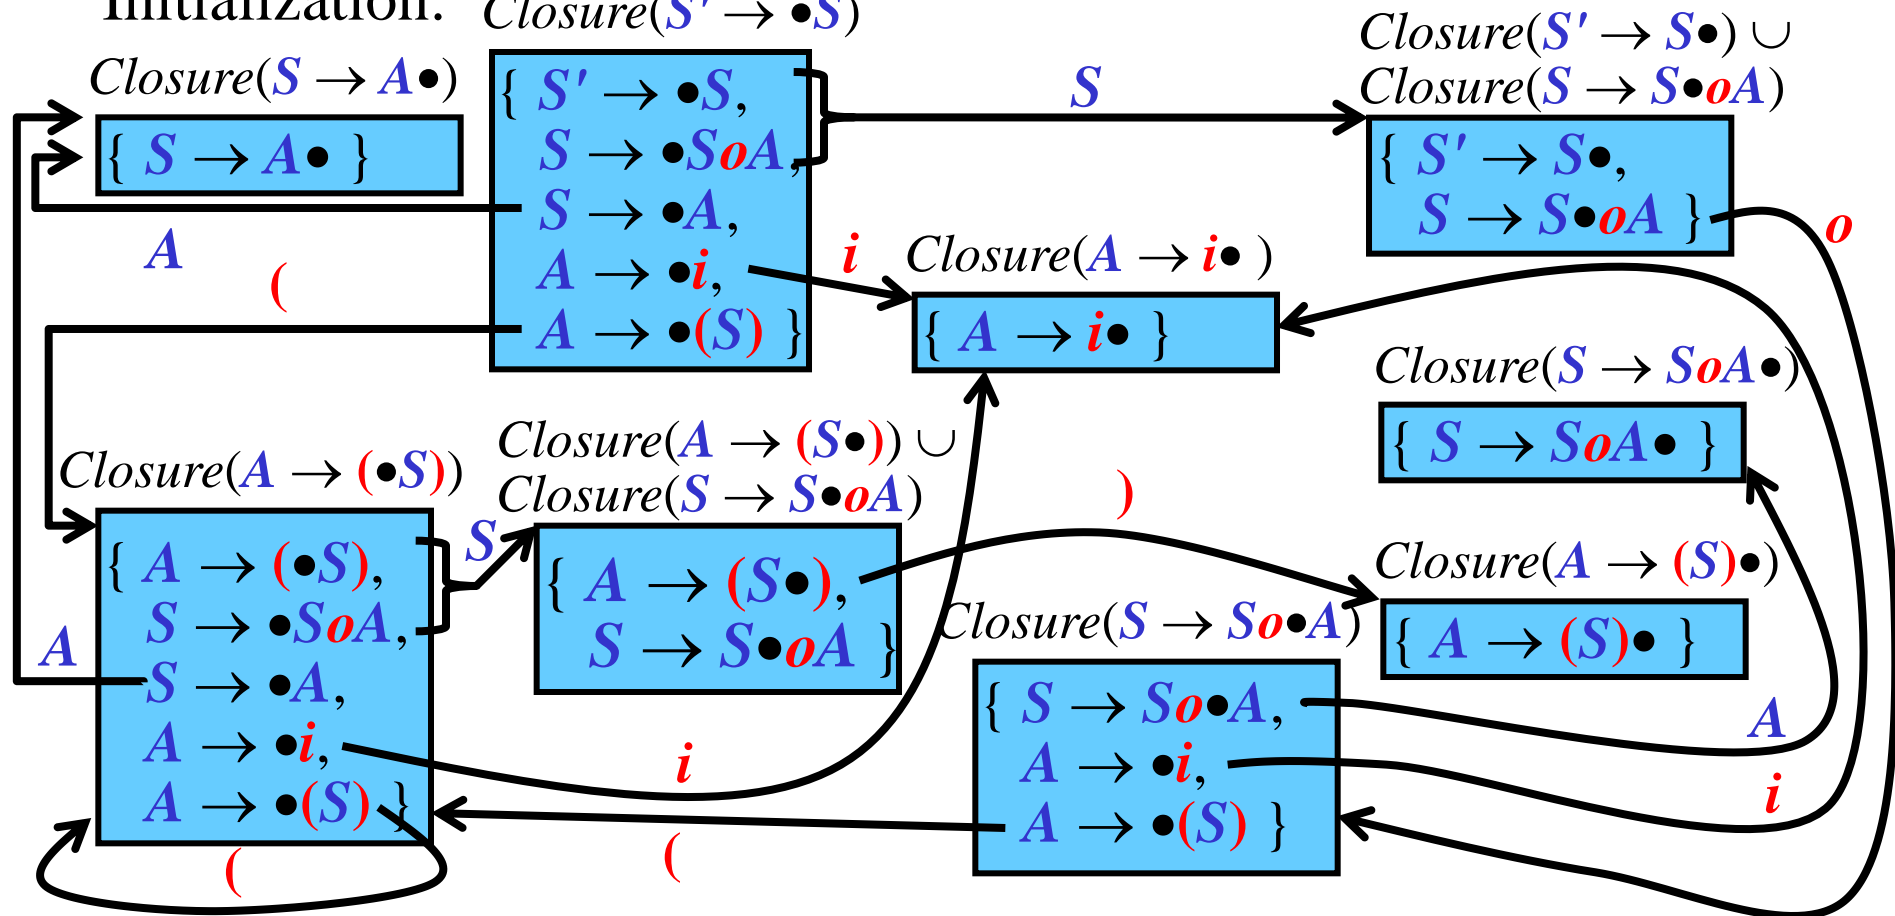 Initialization:
Closure(S' → •S)
{ S' → •S,
S → •SoA,
S → •A,
A → •i,
A → •(S) }
Closure(S → A•)
{ S → A• }
A
(
S
Closure(S' → S•) ∪
Closure(S → S•oA)
{ S' → S•,
S → S•oA }
o
i
Closure(A → i• )
{ A → i• }
Closure(S → SoA•)
{ S → SoA• }
Closure(A → (•S))
{ A → (•S),
S → •SoA,
S → •A,
A → •i,
A → •(S) }
A
(
S
Closure(A → (S•)) ∪
Closure(S → S•oA)
{ A → (S•),
S → S•oA }
)
i
Closure(A → (S)•)
{ A → (S)• }
Closure(S → So•A)
{ S → So•A,
A → •i,
A → •(S) }
A
i
(